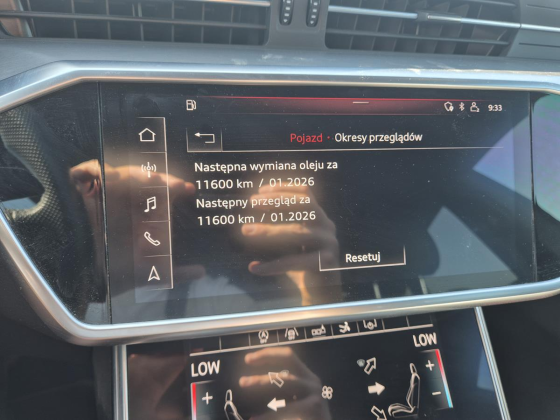 9:33
Pojazd • Okresy przeglądów
Następna wymiana oleju za
11600 km / 01.2026
Następny przegląd za
11600 km / 01.2026
Resetuj
LOW
LOW
+
+